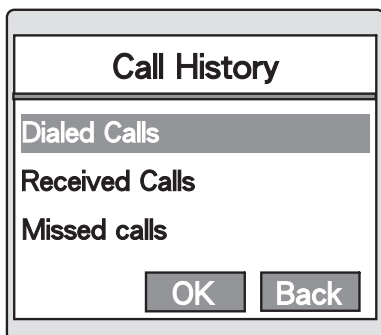 Call History
Dialed Calls
Received Calls
Missed calls
OK Back